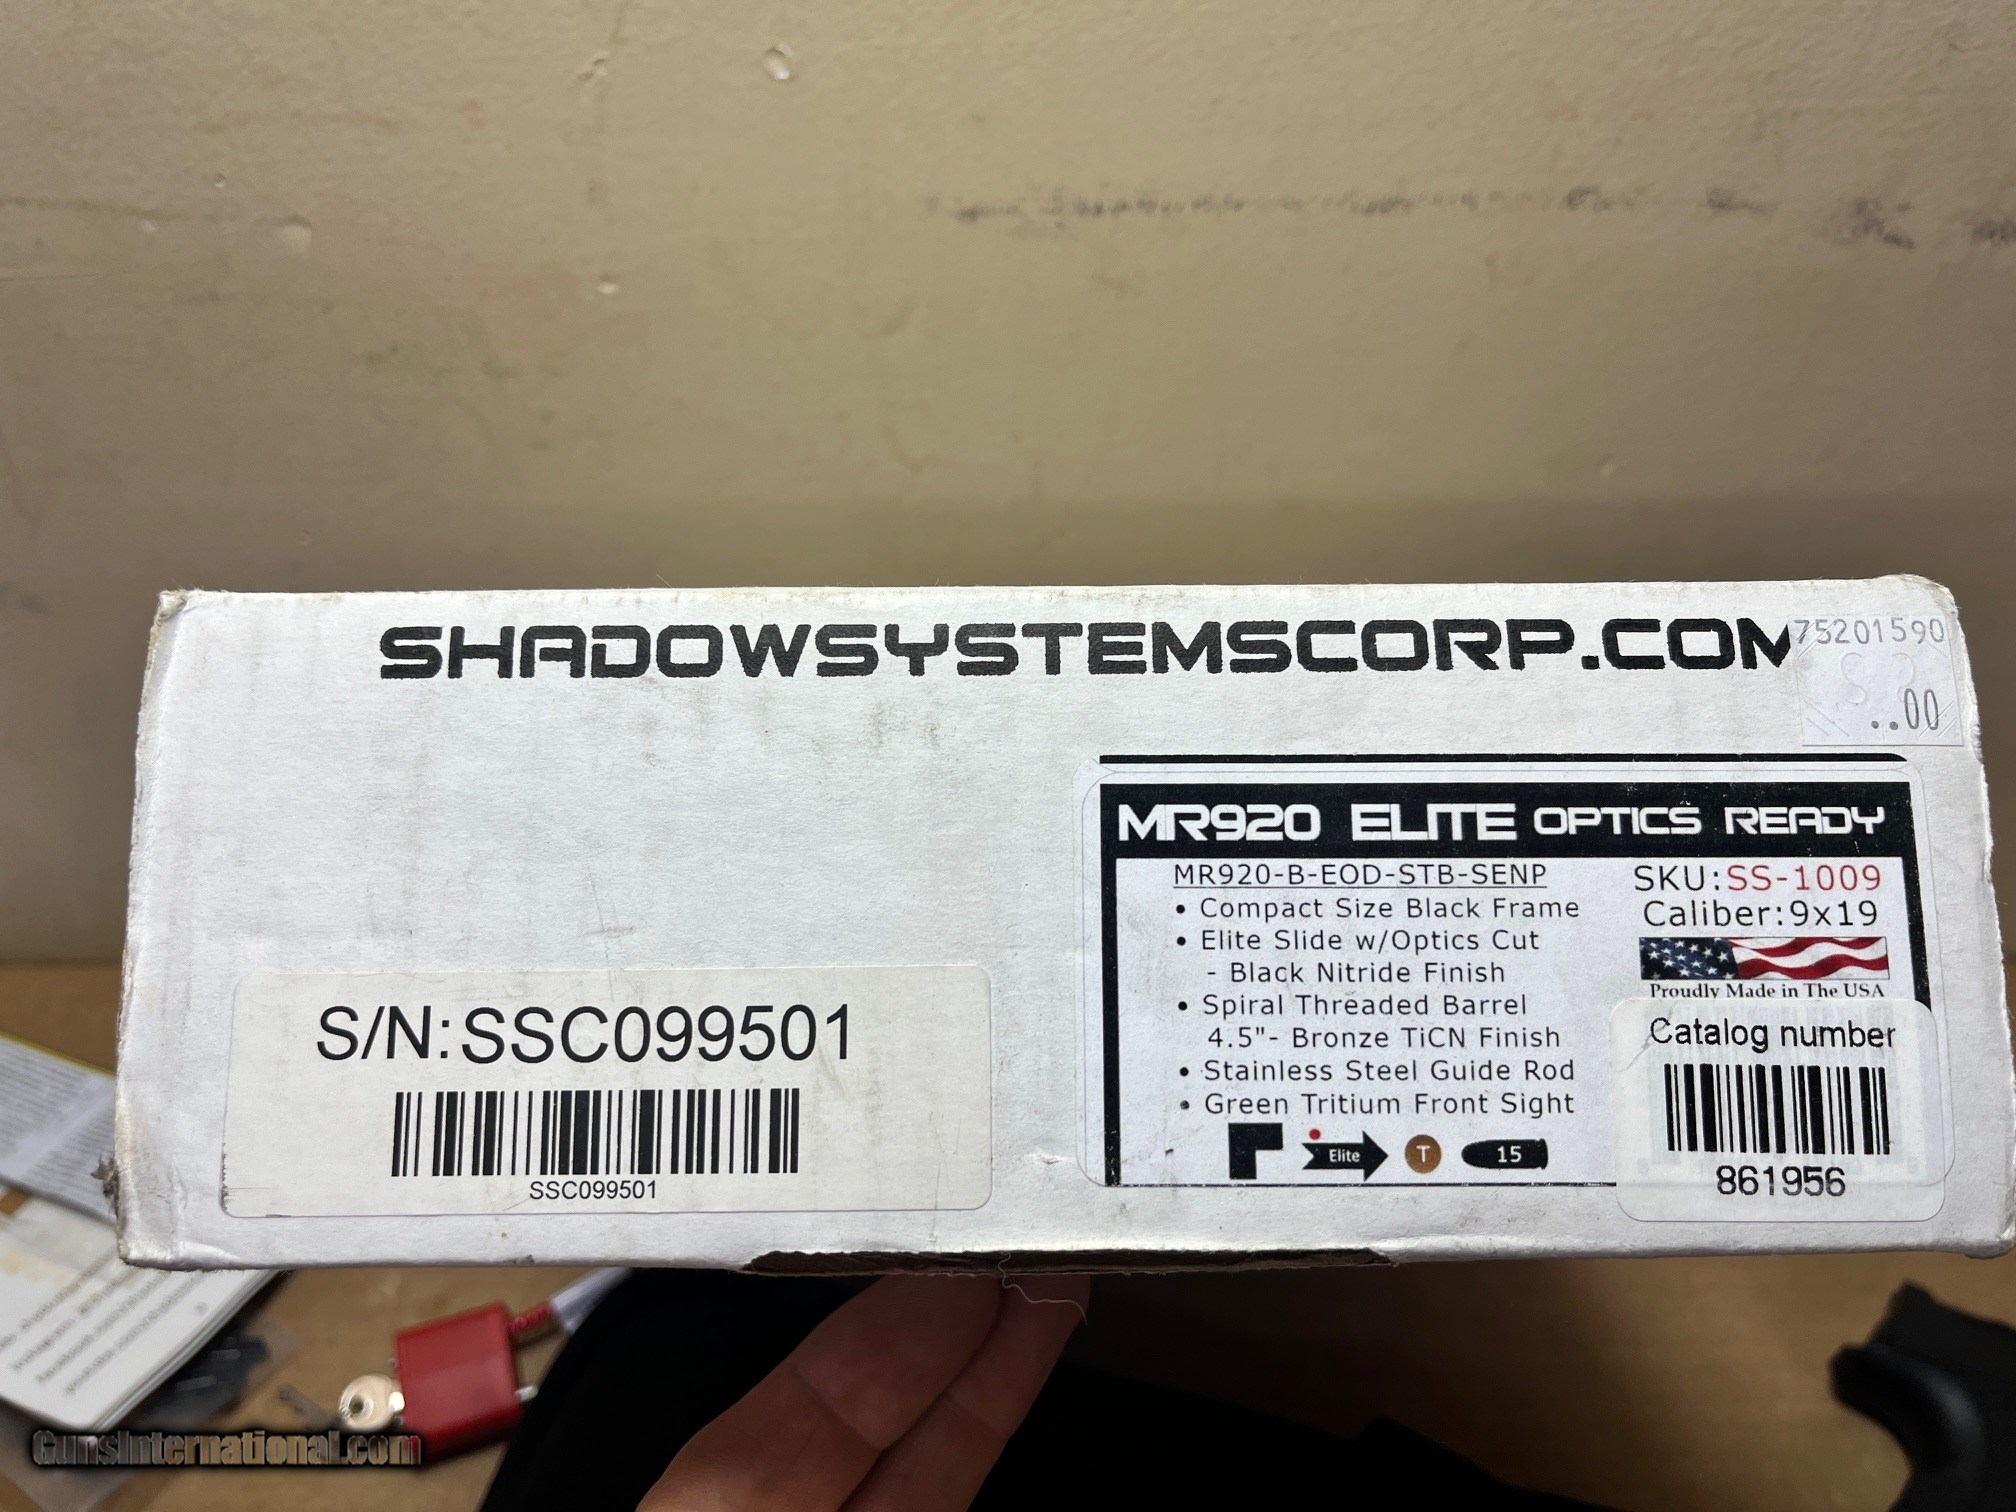 SHADOWSYSTEMSCORP.COM
75201590
..00
MR920 ELITE OPTICS READY
MR920-B-EOD-STB-SENP
• Compact Size Black Frame
• Elite Slide w/Optics Cut
- Black Nitride Finish
• Spiral Threaded Barrel
4.5"- Bronze TiCN Finish
• Stainless Steel Guide Rod
• Green Tritium Front Sight
Elite
T
15
SKU:SS-1009
Caliber:9x19
Proudly Made in The USA
Catalog number
861956
S/N:SSC099501
SSC099501
GunsInternational.com